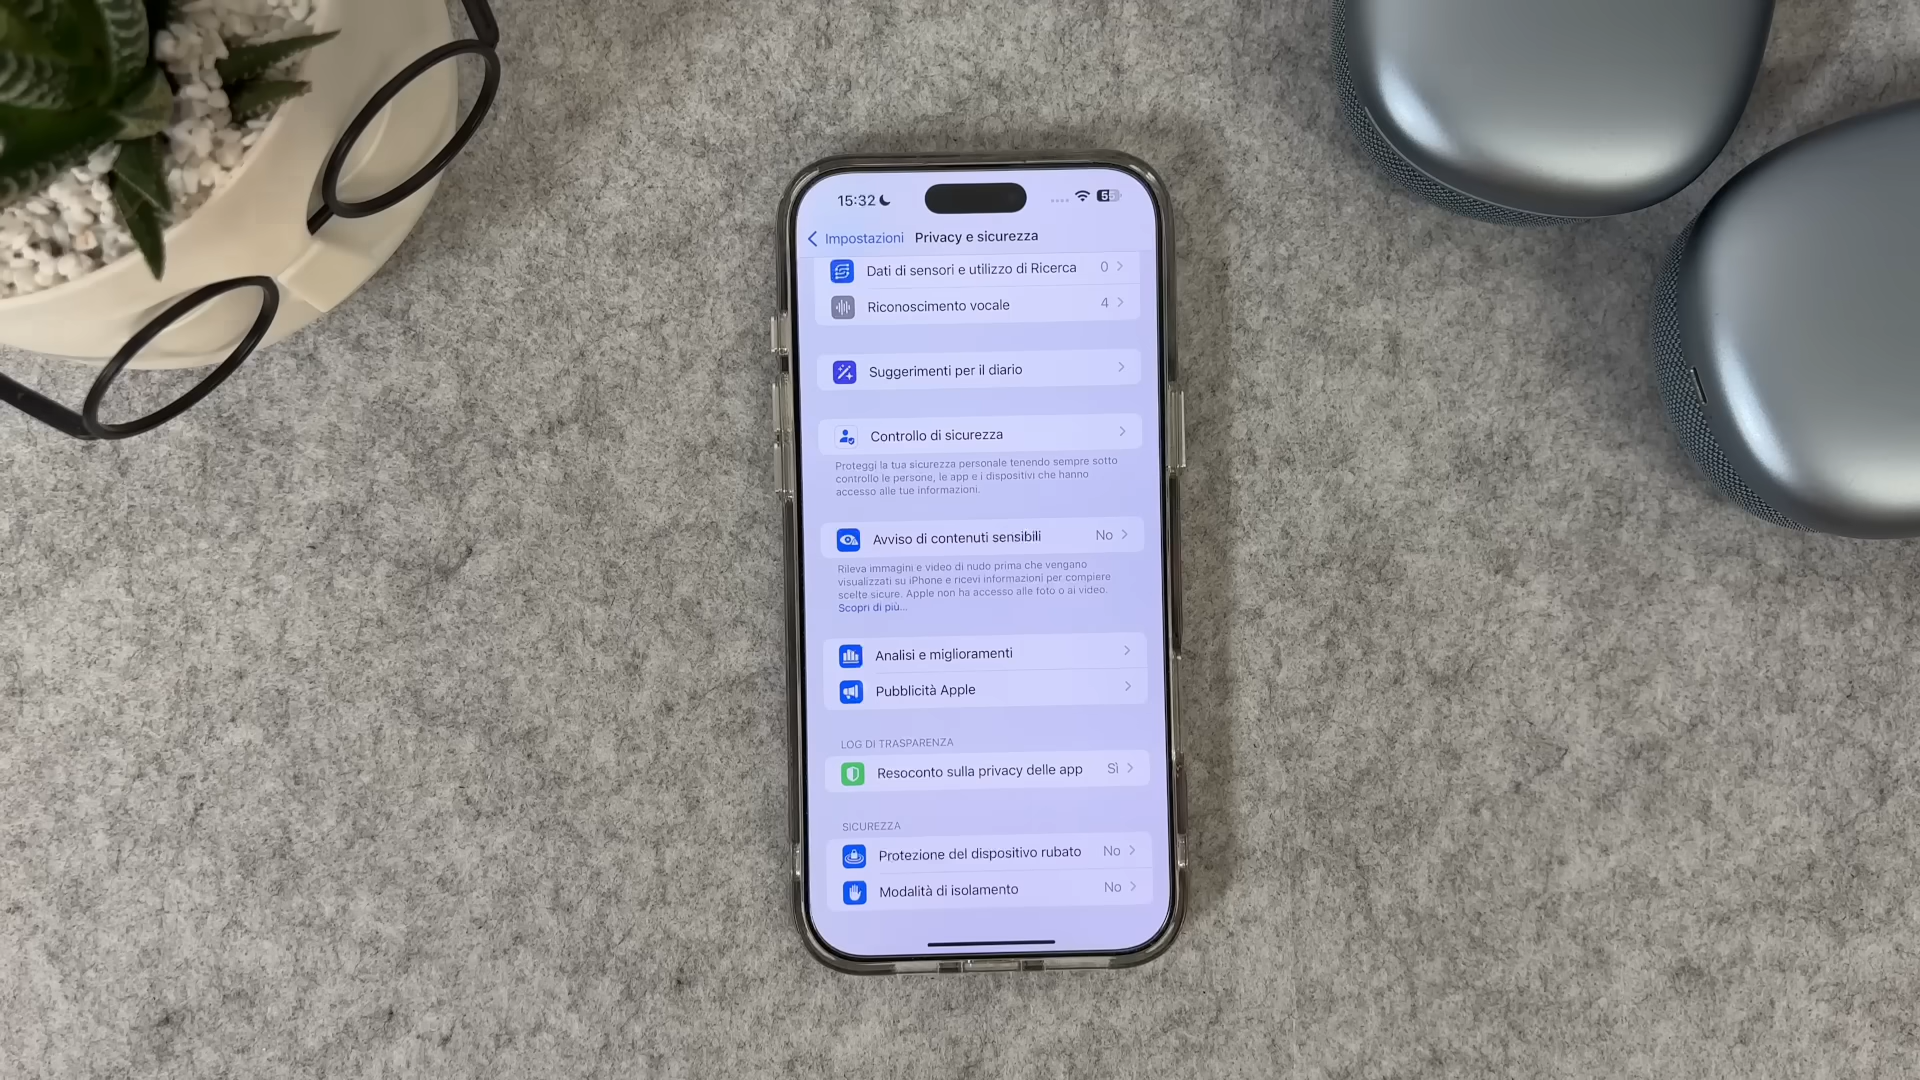 15:32
Impostazioni Privacy e sicurezza
Dati di sensori e utilizzo di Ricerca 0
Riconoscimento vocale 4
Suggerimenti per il diario
Controllo di sicurezza
Proteggi la tua sicurezza personale tenendo sempre sotto
controllo le persone, le app e i dispositivi che hanno
accesso alle tue informazioni.
Avviso di contenuti sensibili No
Rileva immagini e video di nudo prima che vengano
visualizzati su iPhone e ricevi informazioni per compiere
scelte sicure. Apple non ha accesso alle foto o ai video.
Scopri di più...
Analisi e miglioramenti
Pubblicità Apple
LOG DI TRASPARENZA
Resoconto sulla privacy delle app Sì
SICUREZZA
Protezione del dispositivo rubato No
Modalità di isolamento No